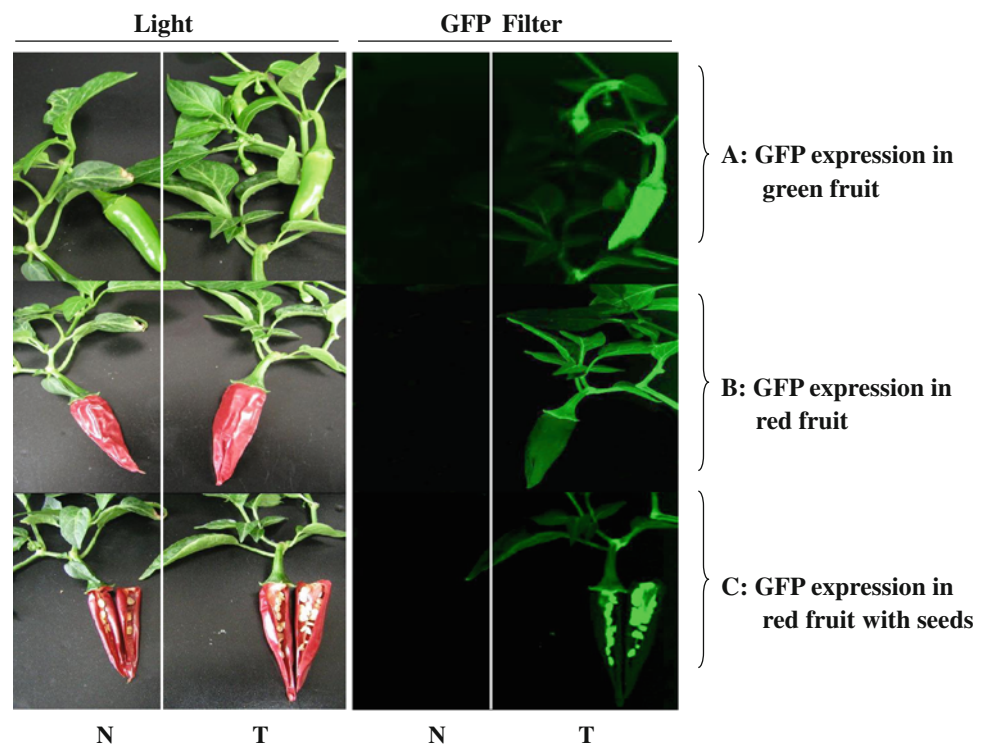 Light
GFP Filter
A: GFP expression in
green fruit
B: GFP expression in
red fruit
C: GFP expression in
red fruit with seeds
N
T
N
T